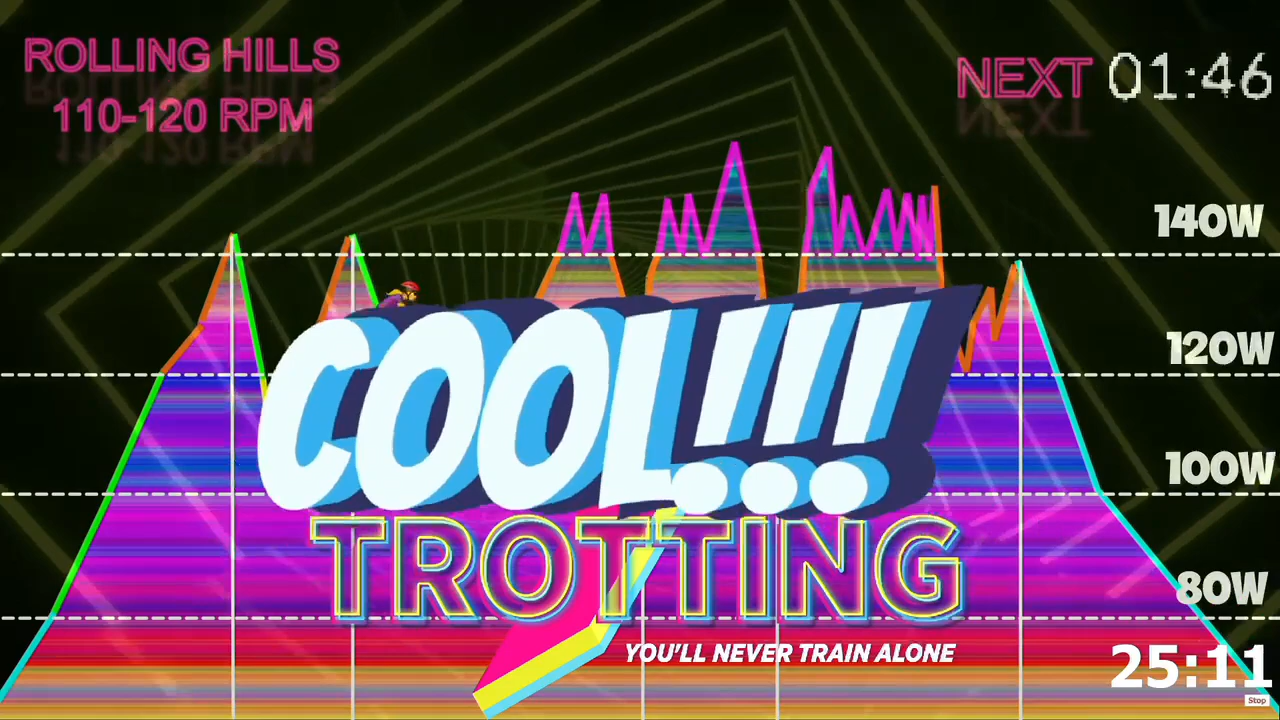 ROLLING HILLS
110-120 RPM
NEXT 01:46
140W
120W
100W
80W
COOL!!!
TROTTING
YOU'LL NEVER TRAIN ALONE
25:11
Stop